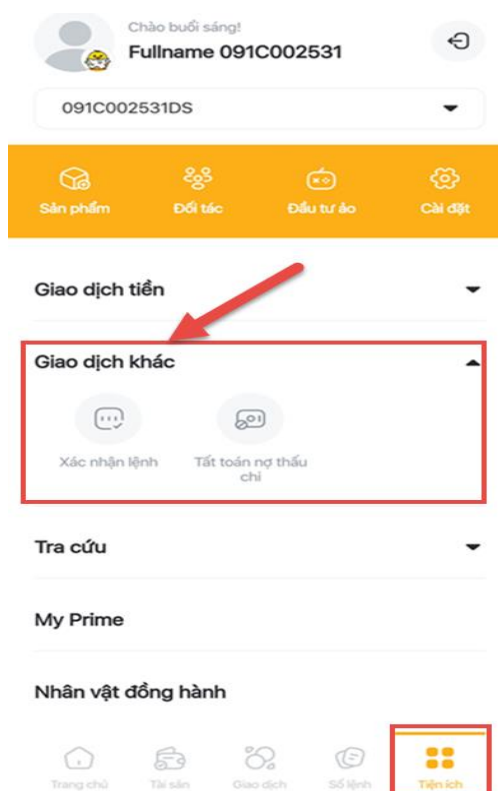 Chào buổi sáng!
Fullname 091C002531
091C002531DS
Sản phẩm Đối tác Đầu tư ảo Cài đặt
Giao dịch tiền
Giao dịch khác
Xác nhận lệnh Tất toán nợ thấu
chi
Tra cứu
My Prime
Nhân vật đồng hành
Trang chủ Tài sản Giao dịch Sổ lệnh Tiện ích